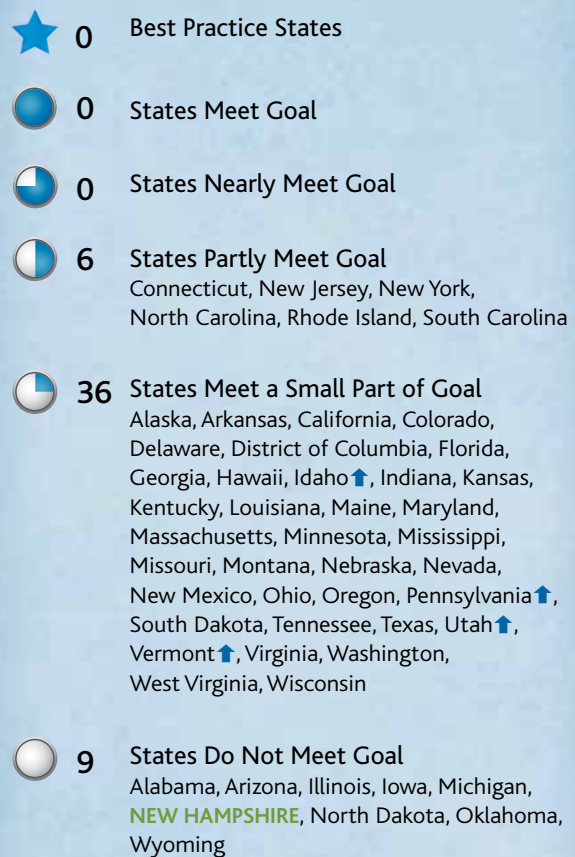 0 Best Practice States
0 States Meet Goal
0 States Nearly Meet Goal
6 States Partly Meet Goal
Connecticut, New Jersey, New York,
North Carolina, Rhode Island, South Carolina
36 States Meet a Small Part of Goal
Alaska, Arkansas, California, Colorado,
Delaware, District of Columbia, Florida,
Georgia, Hawaii, Idaho⬆, Indiana, Kansas,
Kentucky, Louisiana, Maine, Maryland,
Massachusetts, Minnesota, Mississippi,
Missouri, Montana, Nebraska, Nevada,
New Mexico, Ohio, Oregon, Pennsylvania⬆,
South Dakota, Tennessee, Texas, Utah⬆,
Vermont⬆, Virginia, Washington,
West Virginia, Wisconsin
9 States Do Not Meet Goal
Alabama, Arizona, Illinois, Iowa, Michigan,
NEW HAMPSHIRE, North Dakota, Oklahoma,
Wyoming